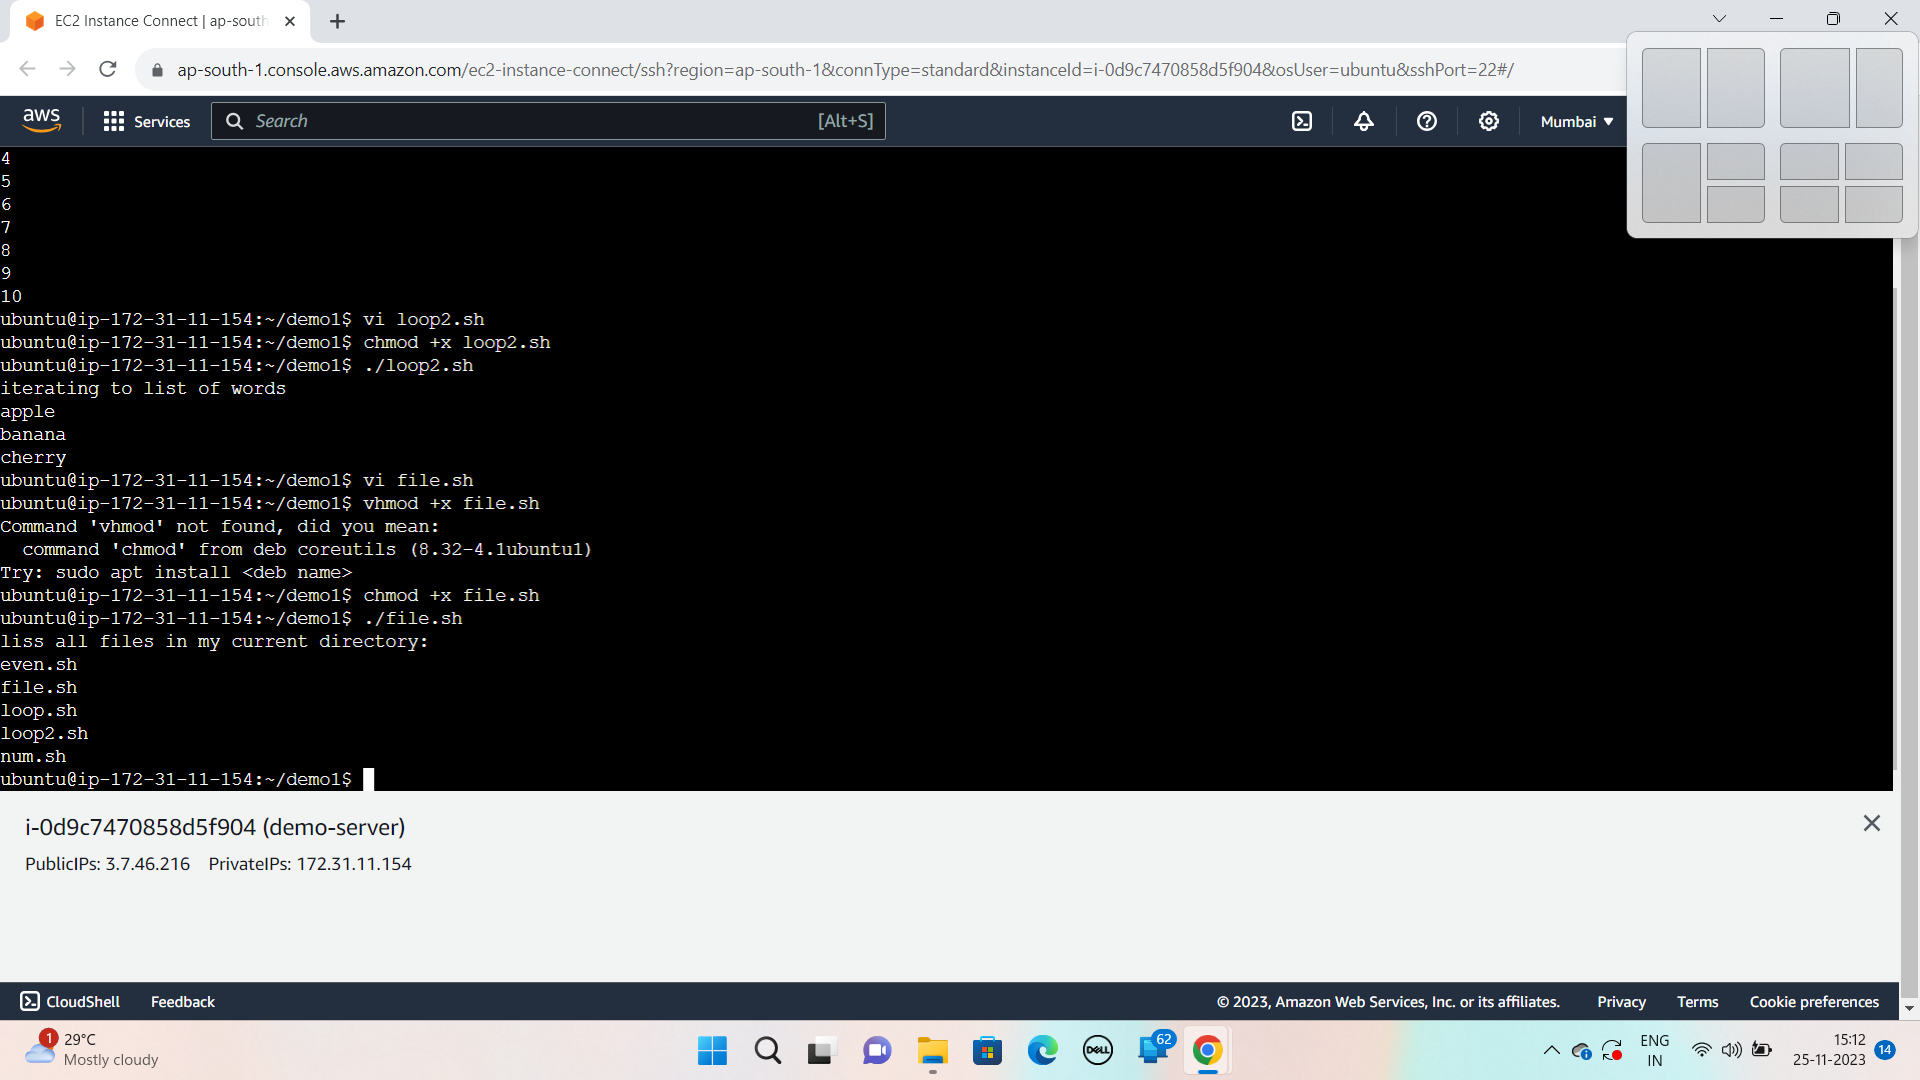 EC2 Instance Connect | ap-south
ap-south-1.console.aws.amazon.com/ec2-instance-connect/ssh?region=ap-south-1&connType=standard&instanceId=i-0d9c7470858d5f904&osUser=ubuntu&sshPort=22#/
aws Services Search [Alt+S] Mumbai
4
5
6
7
8
9
10
ubuntu@ip-172-31-11-154:~/demo1$ vi loop2.sh
ubuntu@ip-172-31-11-154:~/demo1$ chmod +x loop2.sh
ubuntu@ip-172-31-11-154:~/demo1$ ./loop2.sh
iterating to list of words
apple
banana
cherry
ubuntu@ip-172-31-11-154:~/demo1$ vi file.sh
ubuntu@ip-172-31-11-154:~/demo1$ vhmod +x file.sh
Command 'vhmod' not found, did you mean:
  command 'chmod' from deb coreutils (8.32-4.1ubuntu1)
Try: sudo apt install <deb name>
ubuntu@ip-172-31-11-154:~/demo1$ chmod +x file.sh
ubuntu@ip-172-31-11-154:~/demo1$ ./file.sh
liss all files in my current directory:
even.sh
file.sh
loop.sh
loop2.sh
num.sh
ubuntu@ip-172-31-11-154:~/demo1$
i-0d9c7470858d5f904 (demo-server)
PublicIPs: 3.7.46.216 PrivateIPs: 172.31.11.154
CloudShell Feedback © 2023, Amazon Web Services, Inc. or its affiliates. Privacy Terms Cookie preferences
1 29°C
Mostly cloudy
DELL
62
ENG
IN
15:12
25-11-2023
14